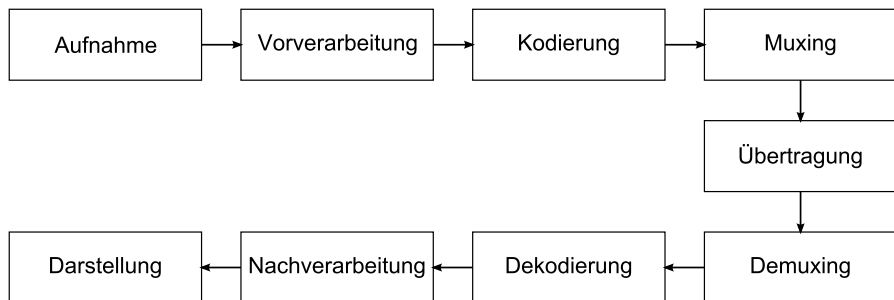 Aufnahme
Vorverarbeitung
Kodierung
Muxing
Übertragung
Demuxing
Dekodierung
Nachverarbeitung
Darstellung